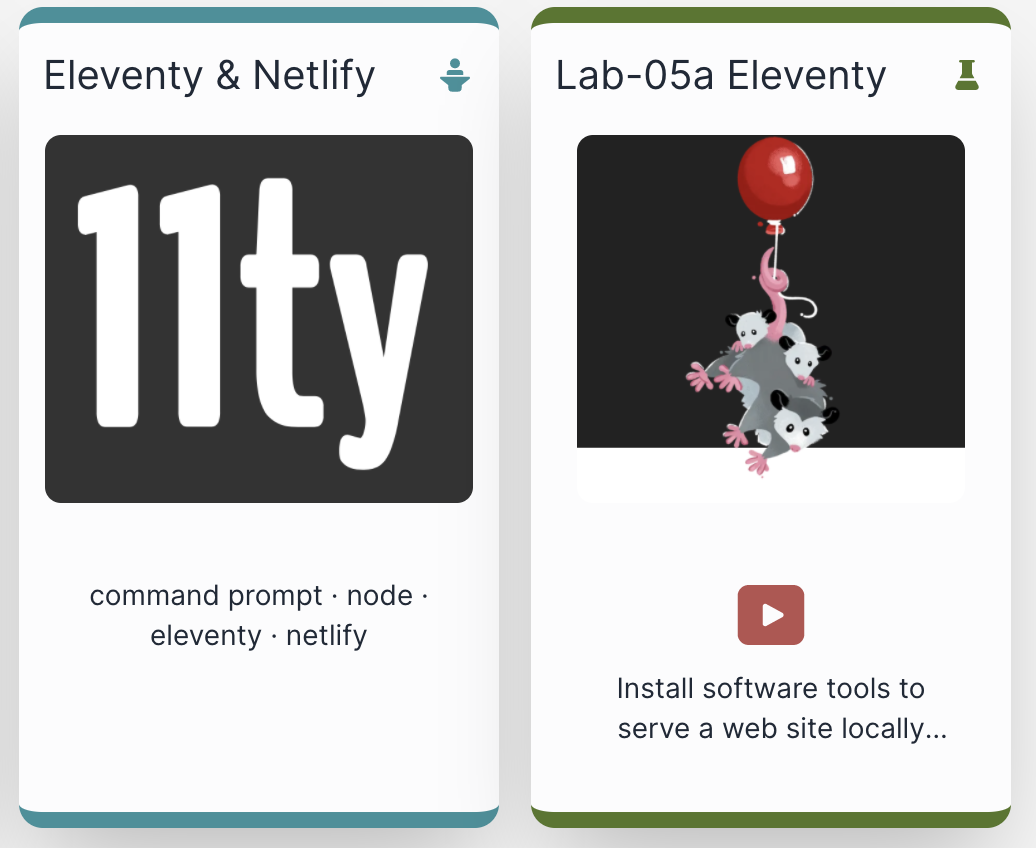 Eleventy & Netlify
11ty
command prompt · node ·
eleventy · netlify
Lab-05a Eleventy
Install software tools to
serve a web site locally...